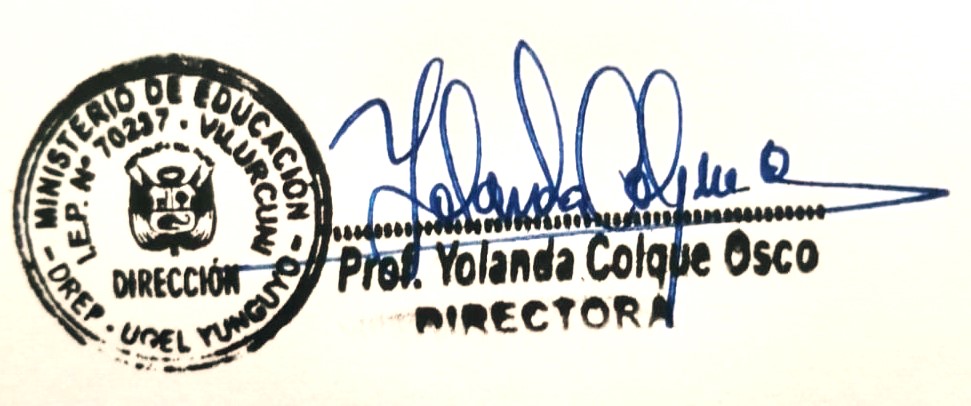 MINISTERIO DE EDUCACIÓN
I.E.P. Nº 70237 - VILURCUNI
DIRECCIÓN
- DREP - UGEL YUNGUYO -
Yolanda Colque O
Prof. Yolanda Colque Osco
DIRECTORA